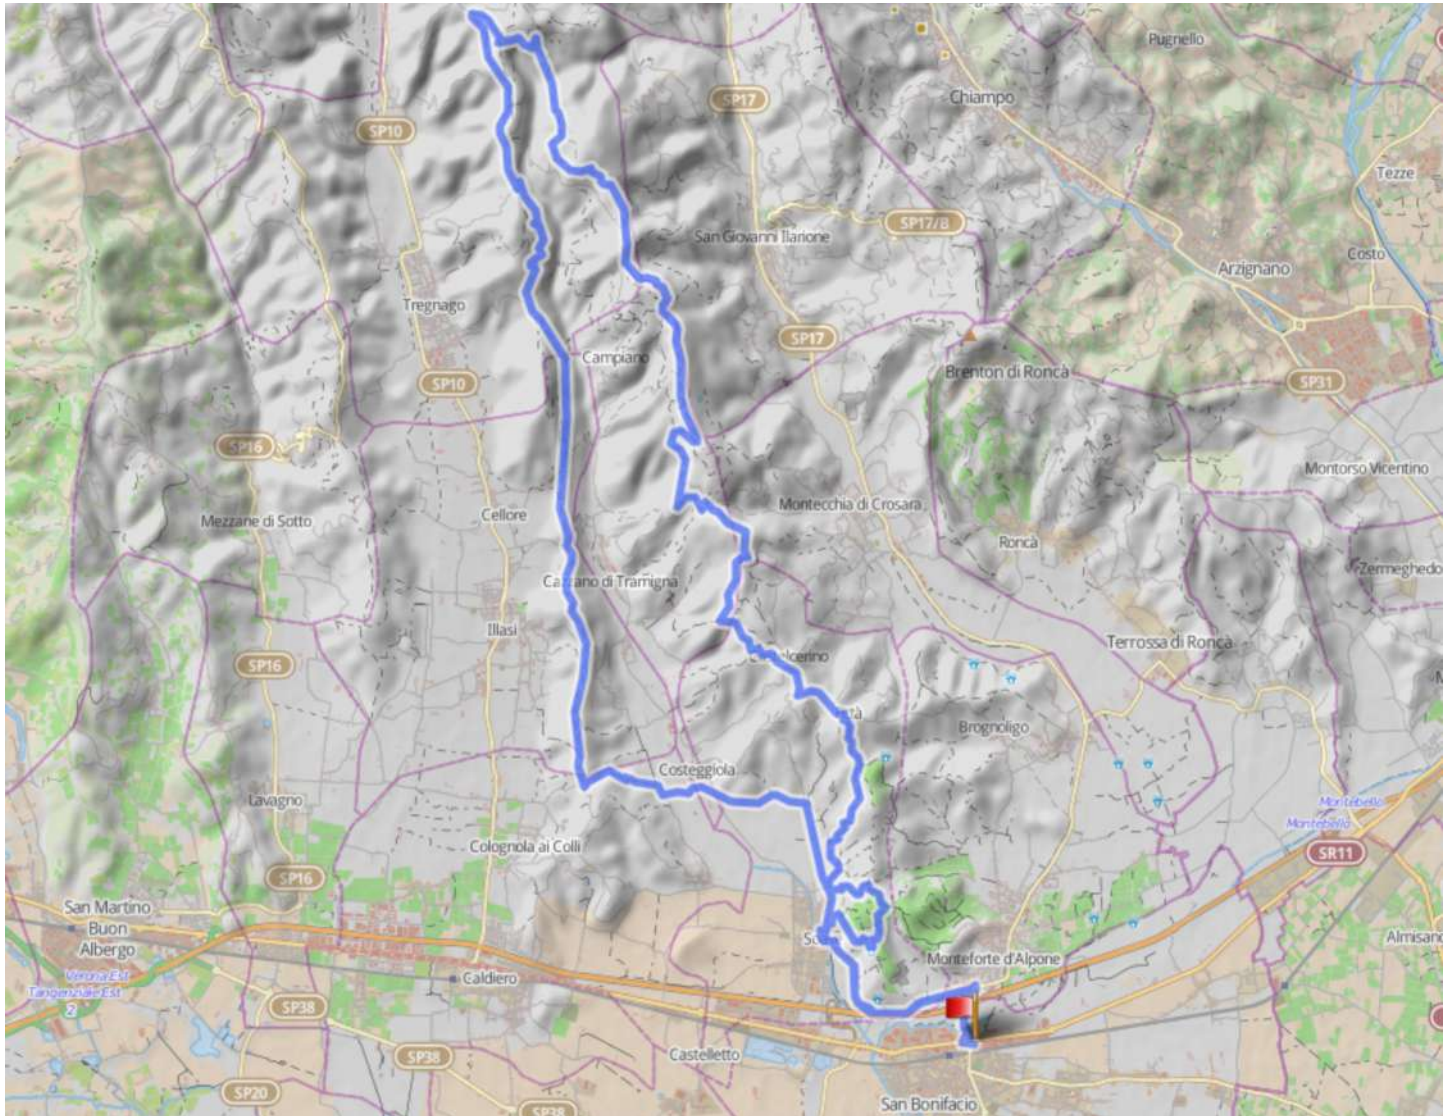 Pugnello
SP17
Chiampo
SP10
Tezze
SP17/B
San Giovanni Ilarione
Costo
Arzignano
Tregnago
SP17
Campiano
Brenton di Roncà
SP10
SP31
SP16
Montorso Vicentino
Montecchia di Crosara
Cellore
Mezzane di Sotto
Roncà
Zermeghedo
Cazzano di Tramigna
Illasi
Terrossa di Roncà
SP16
Brognoligo
Costeggiola
Lavagno
Montebello
Montebello
Colognola ai Colli
SR11
SP16
San Martino
Buon
Albergo
Monteforte d'Alpone
Verona Est
Tangenziale Est
2
Caldiero
SP38
SP38
Castelletto
SP20
San Bonifacio
SP38